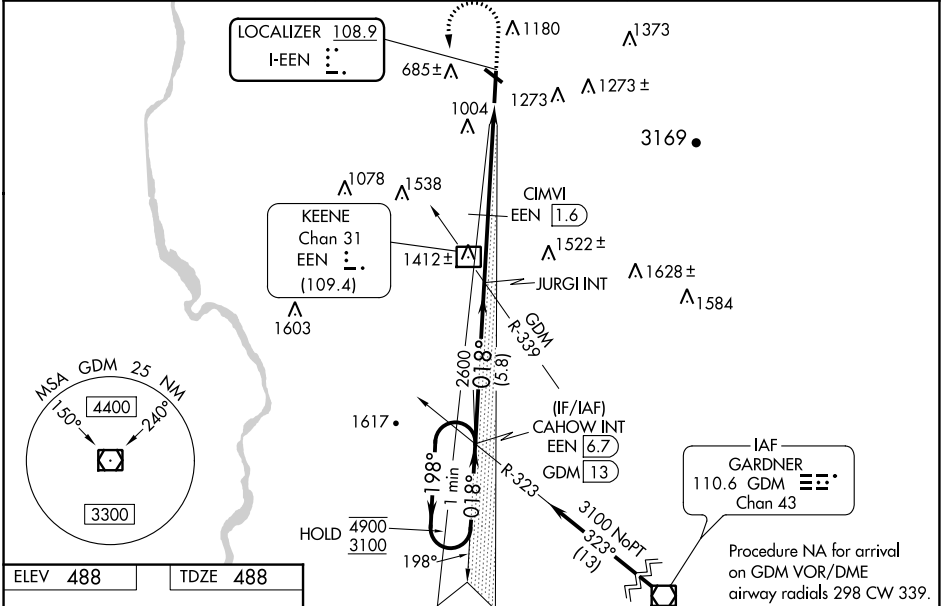 LOCALIZER 108.9
I-EEN
1180
1373
685±
1273
1273 ±
1004
3169
1078
1538
CIMVI
EEN 1.6
KEENE
Chan 31
EEN
(109.4)
1412±
1522 ±
1628 ±
JURGI INT
1584
1603
GDM
R-339
2600
018°
(5.8)
MSA GDM 25 NM
150°
240°
4400
3300
1617
(IF/IAF)
CAHOW INT
EEN 6.7
GDM 13
R-323
198°
1 min
018°
IAF
GARDNER
110.6 GDM
Chan 43
3100 NoPT
323°
(13)
HOLD 4900
3100
198°
Procedure NA for arrival
on GDM VOR/DME
airway radials 298 CW 339.
ELEV 488
TDZE 488